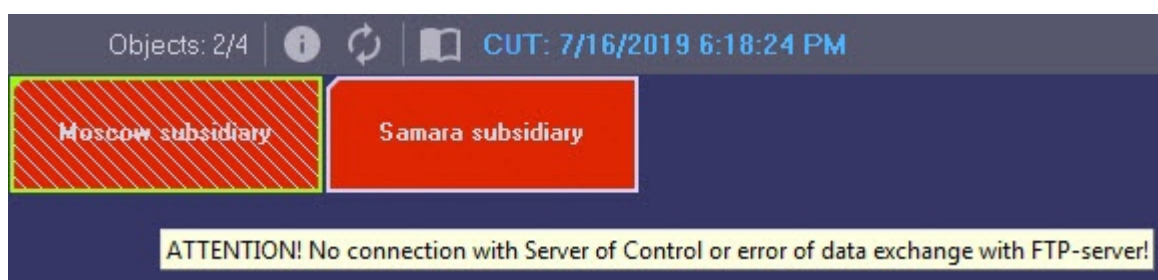 Objects: 2/4 CUT: 7/16/2019 6:18:24 PM
Moscow subsidiary Samara subsidiary
ATTENTION! No connection with Server of Control or error of data exchange with FTP-server!